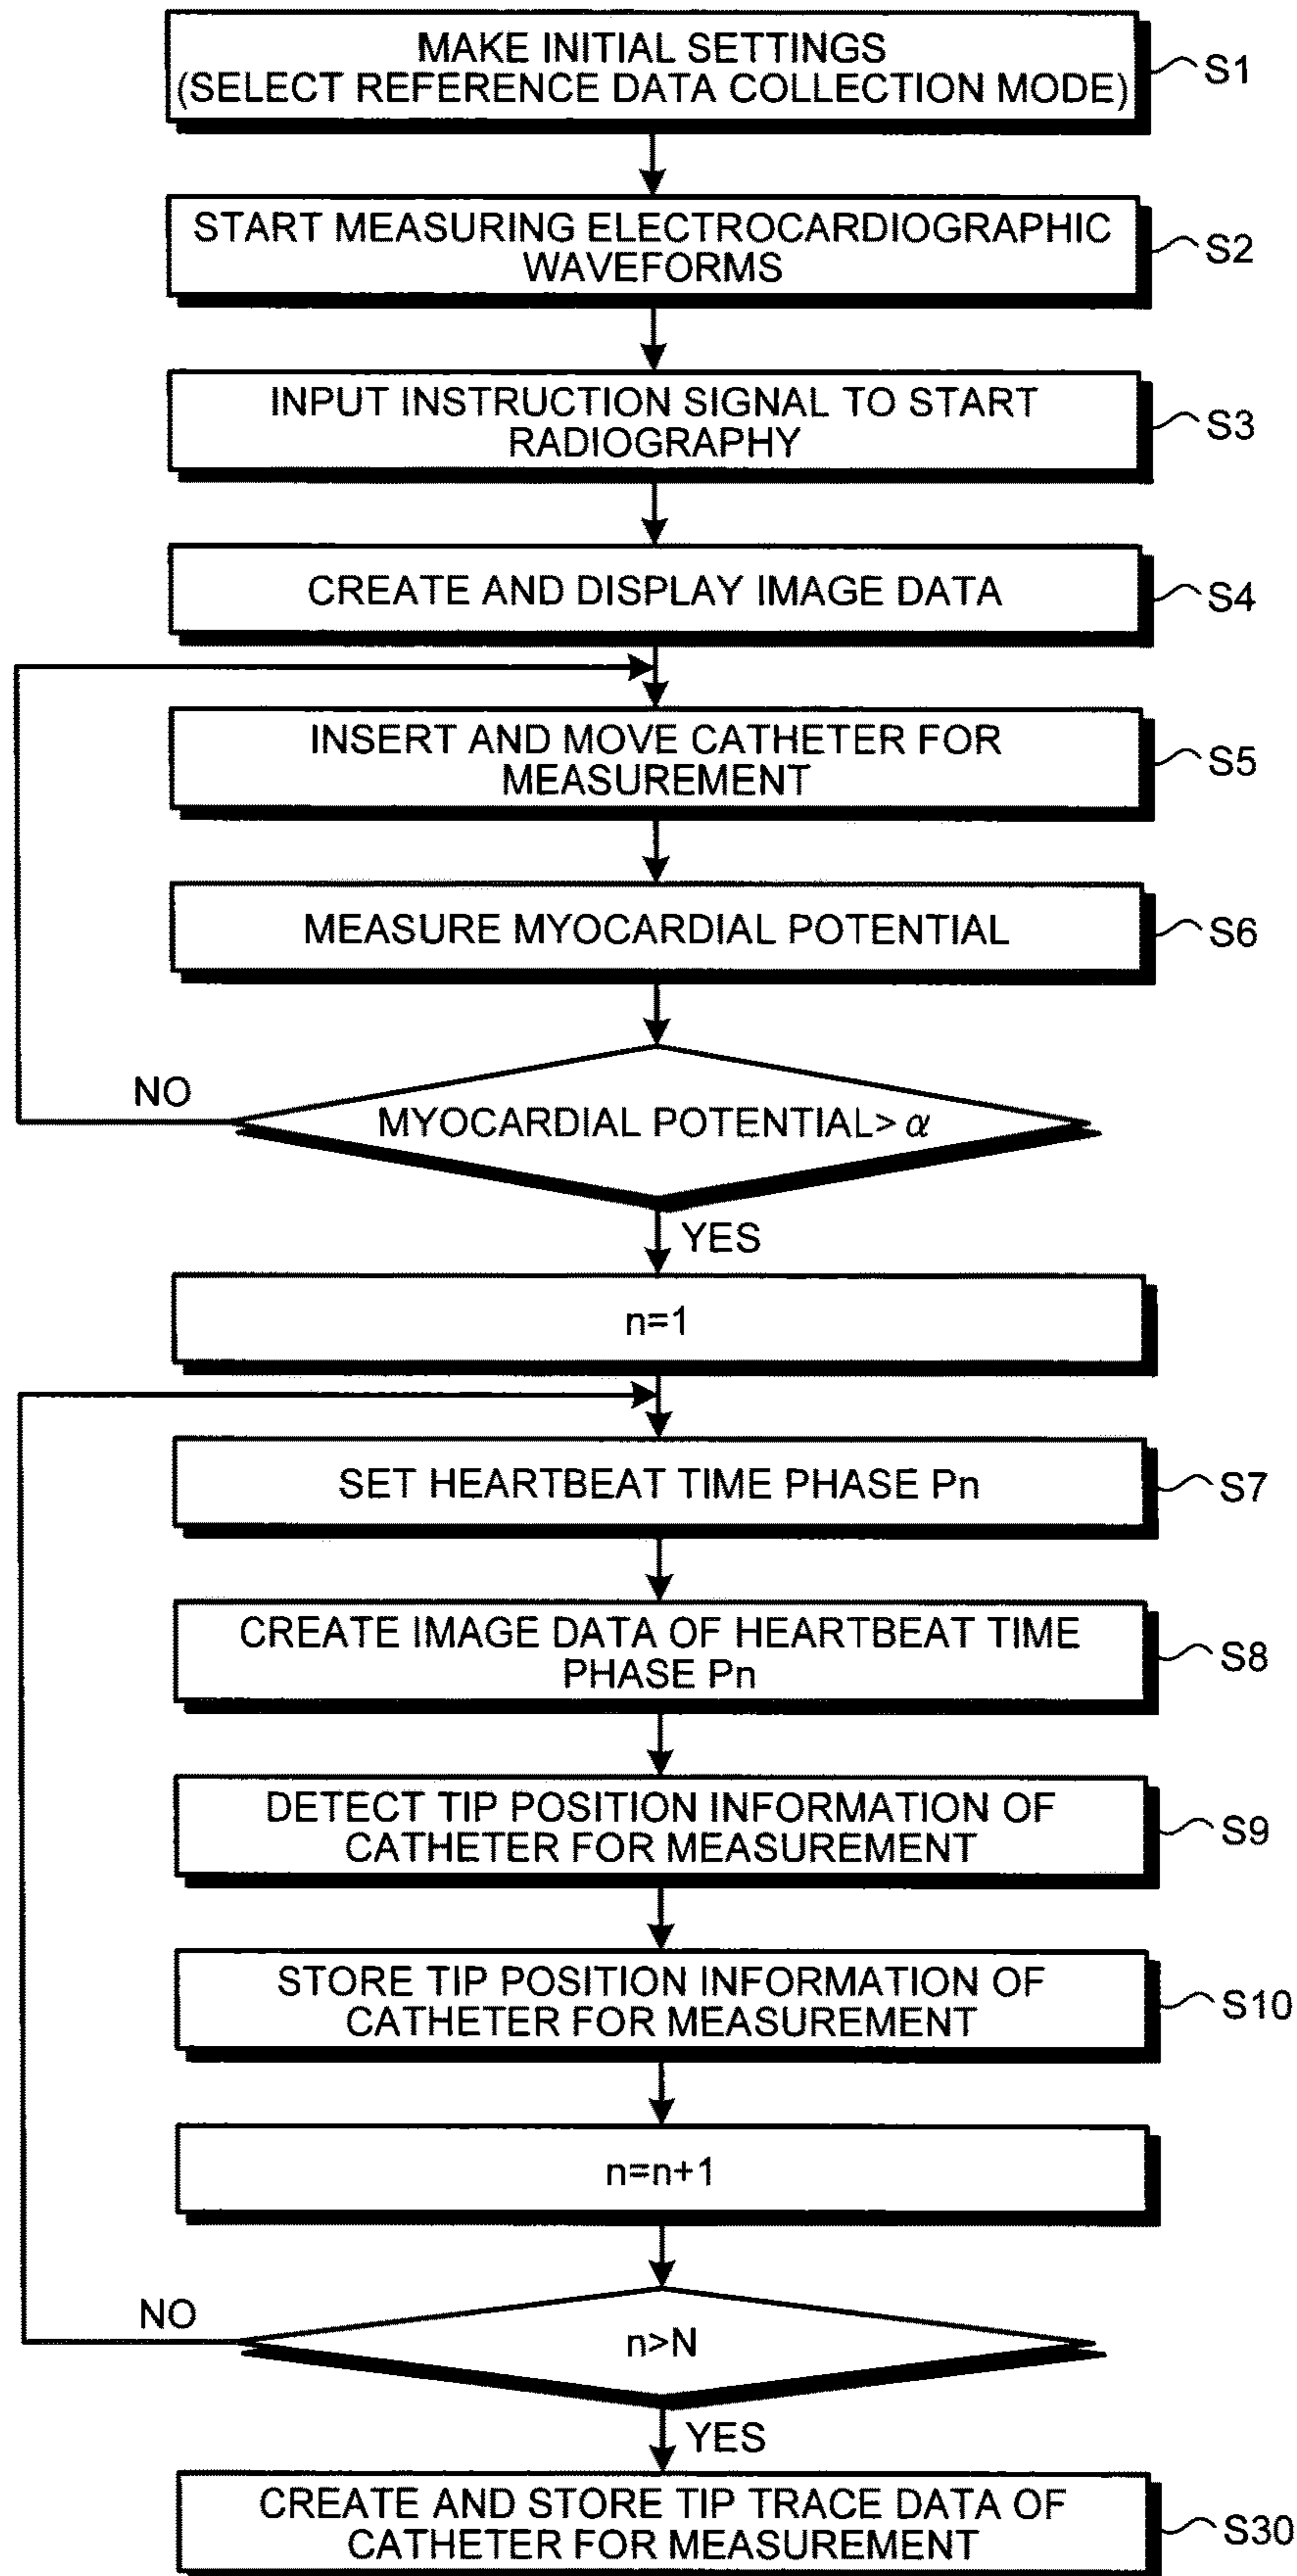 MAKE INITIAL SETTINGS
(SELECT REFERENCE DATA COLLECTION MODE)
S1
START MEASURING ELECTROCARDIOGRAPHIC
WAVEFORMS
S2
INPUT INSTRUCTION SIGNAL TO START
RADIOGRAPHY
S3
CREATE AND DISPLAY IMAGE DATA
S4
INSERT AND MOVE CATHETER FOR
MEASUREMENT
S5
MEASURE MYOCARDIAL POTENTIAL
S6
NO
MYOCARDIAL POTENTIAL> α
YES
n=1
SET HEARTBEAT TIME PHASE Pn
S7
CREATE IMAGE DATA OF HEARTBEAT TIME
PHASE Pn
S8
DETECT TIP POSITION INFORMATION OF
CATHETER FOR MEASUREMENT
S9
STORE TIP POSITION INFORMATION OF
CATHETER FOR MEASUREMENT
S10
n=n+1
NO
n>N
YES
CREATE AND STORE TIP TRACE DATA OF
CATHETER FOR MEASUREMENT
S30